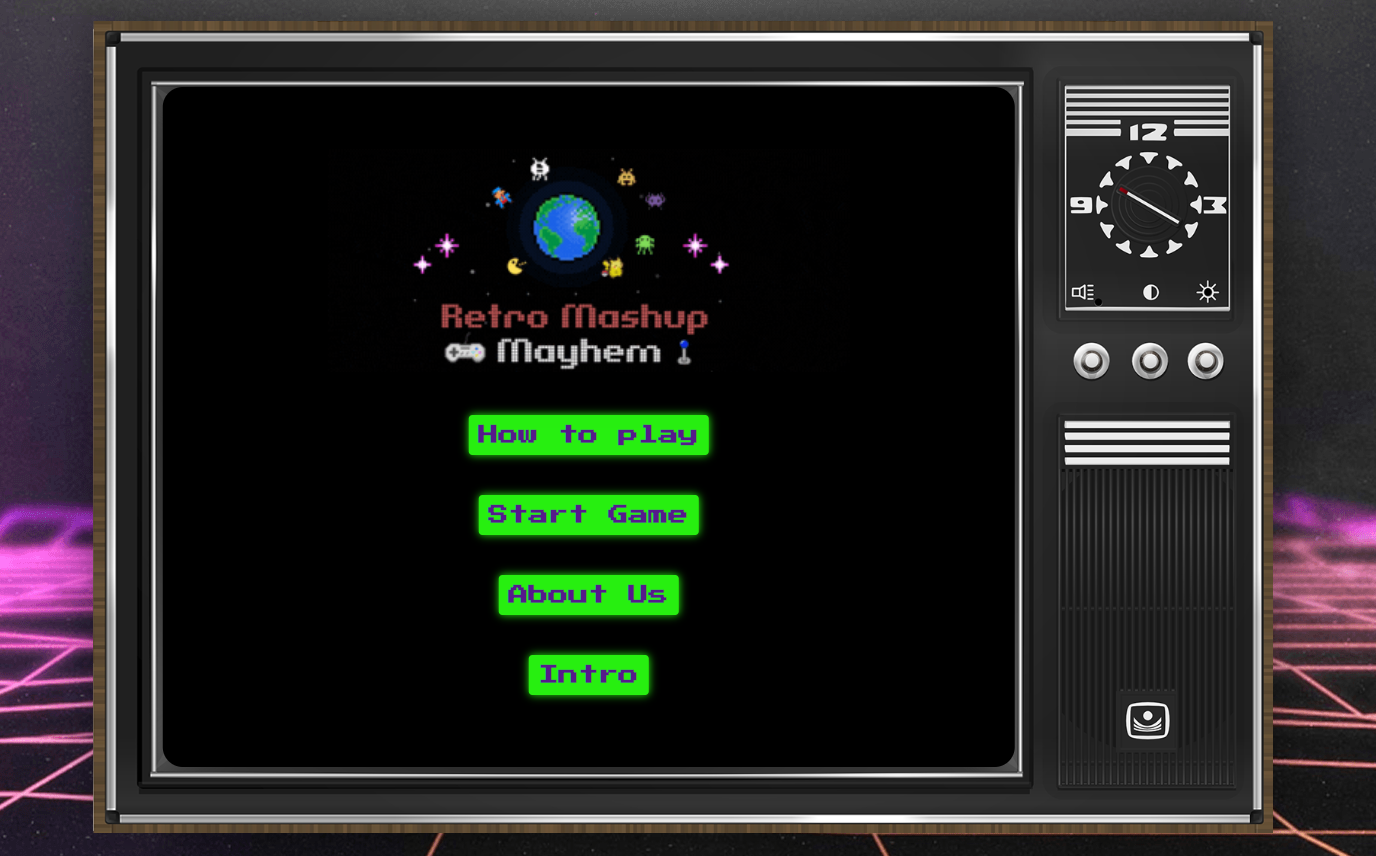 Retro Mashup
Mayhem
How to play
Start Game
About Us
Intro
12
9
3